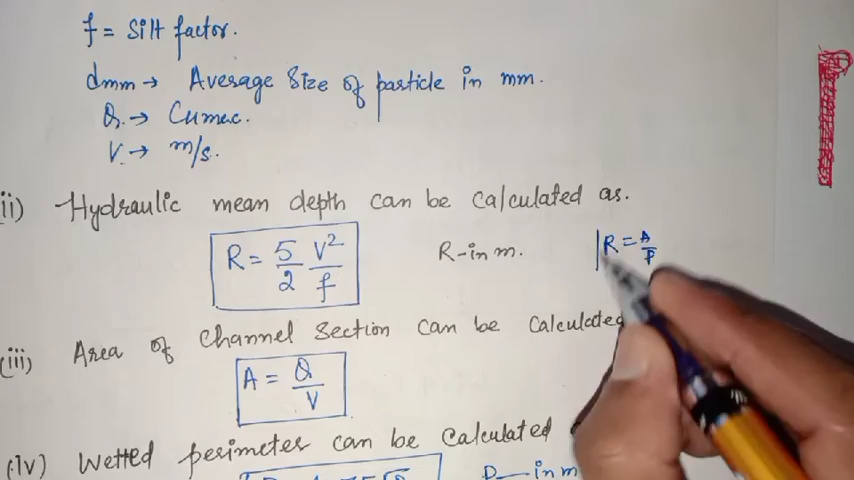 f = Silt factor.
dmm → Average Size of particle in mm.
Q. → Cumec.
V. → m/s.
ii) Hydraulic mean depth can be calculated as.
R = 5/2 V²/f R-in m. R = A/P
(iii) Area of Channel Section can be Calculated
A = Q/V
(iv) Wetted perimeter can be Calculated
in m